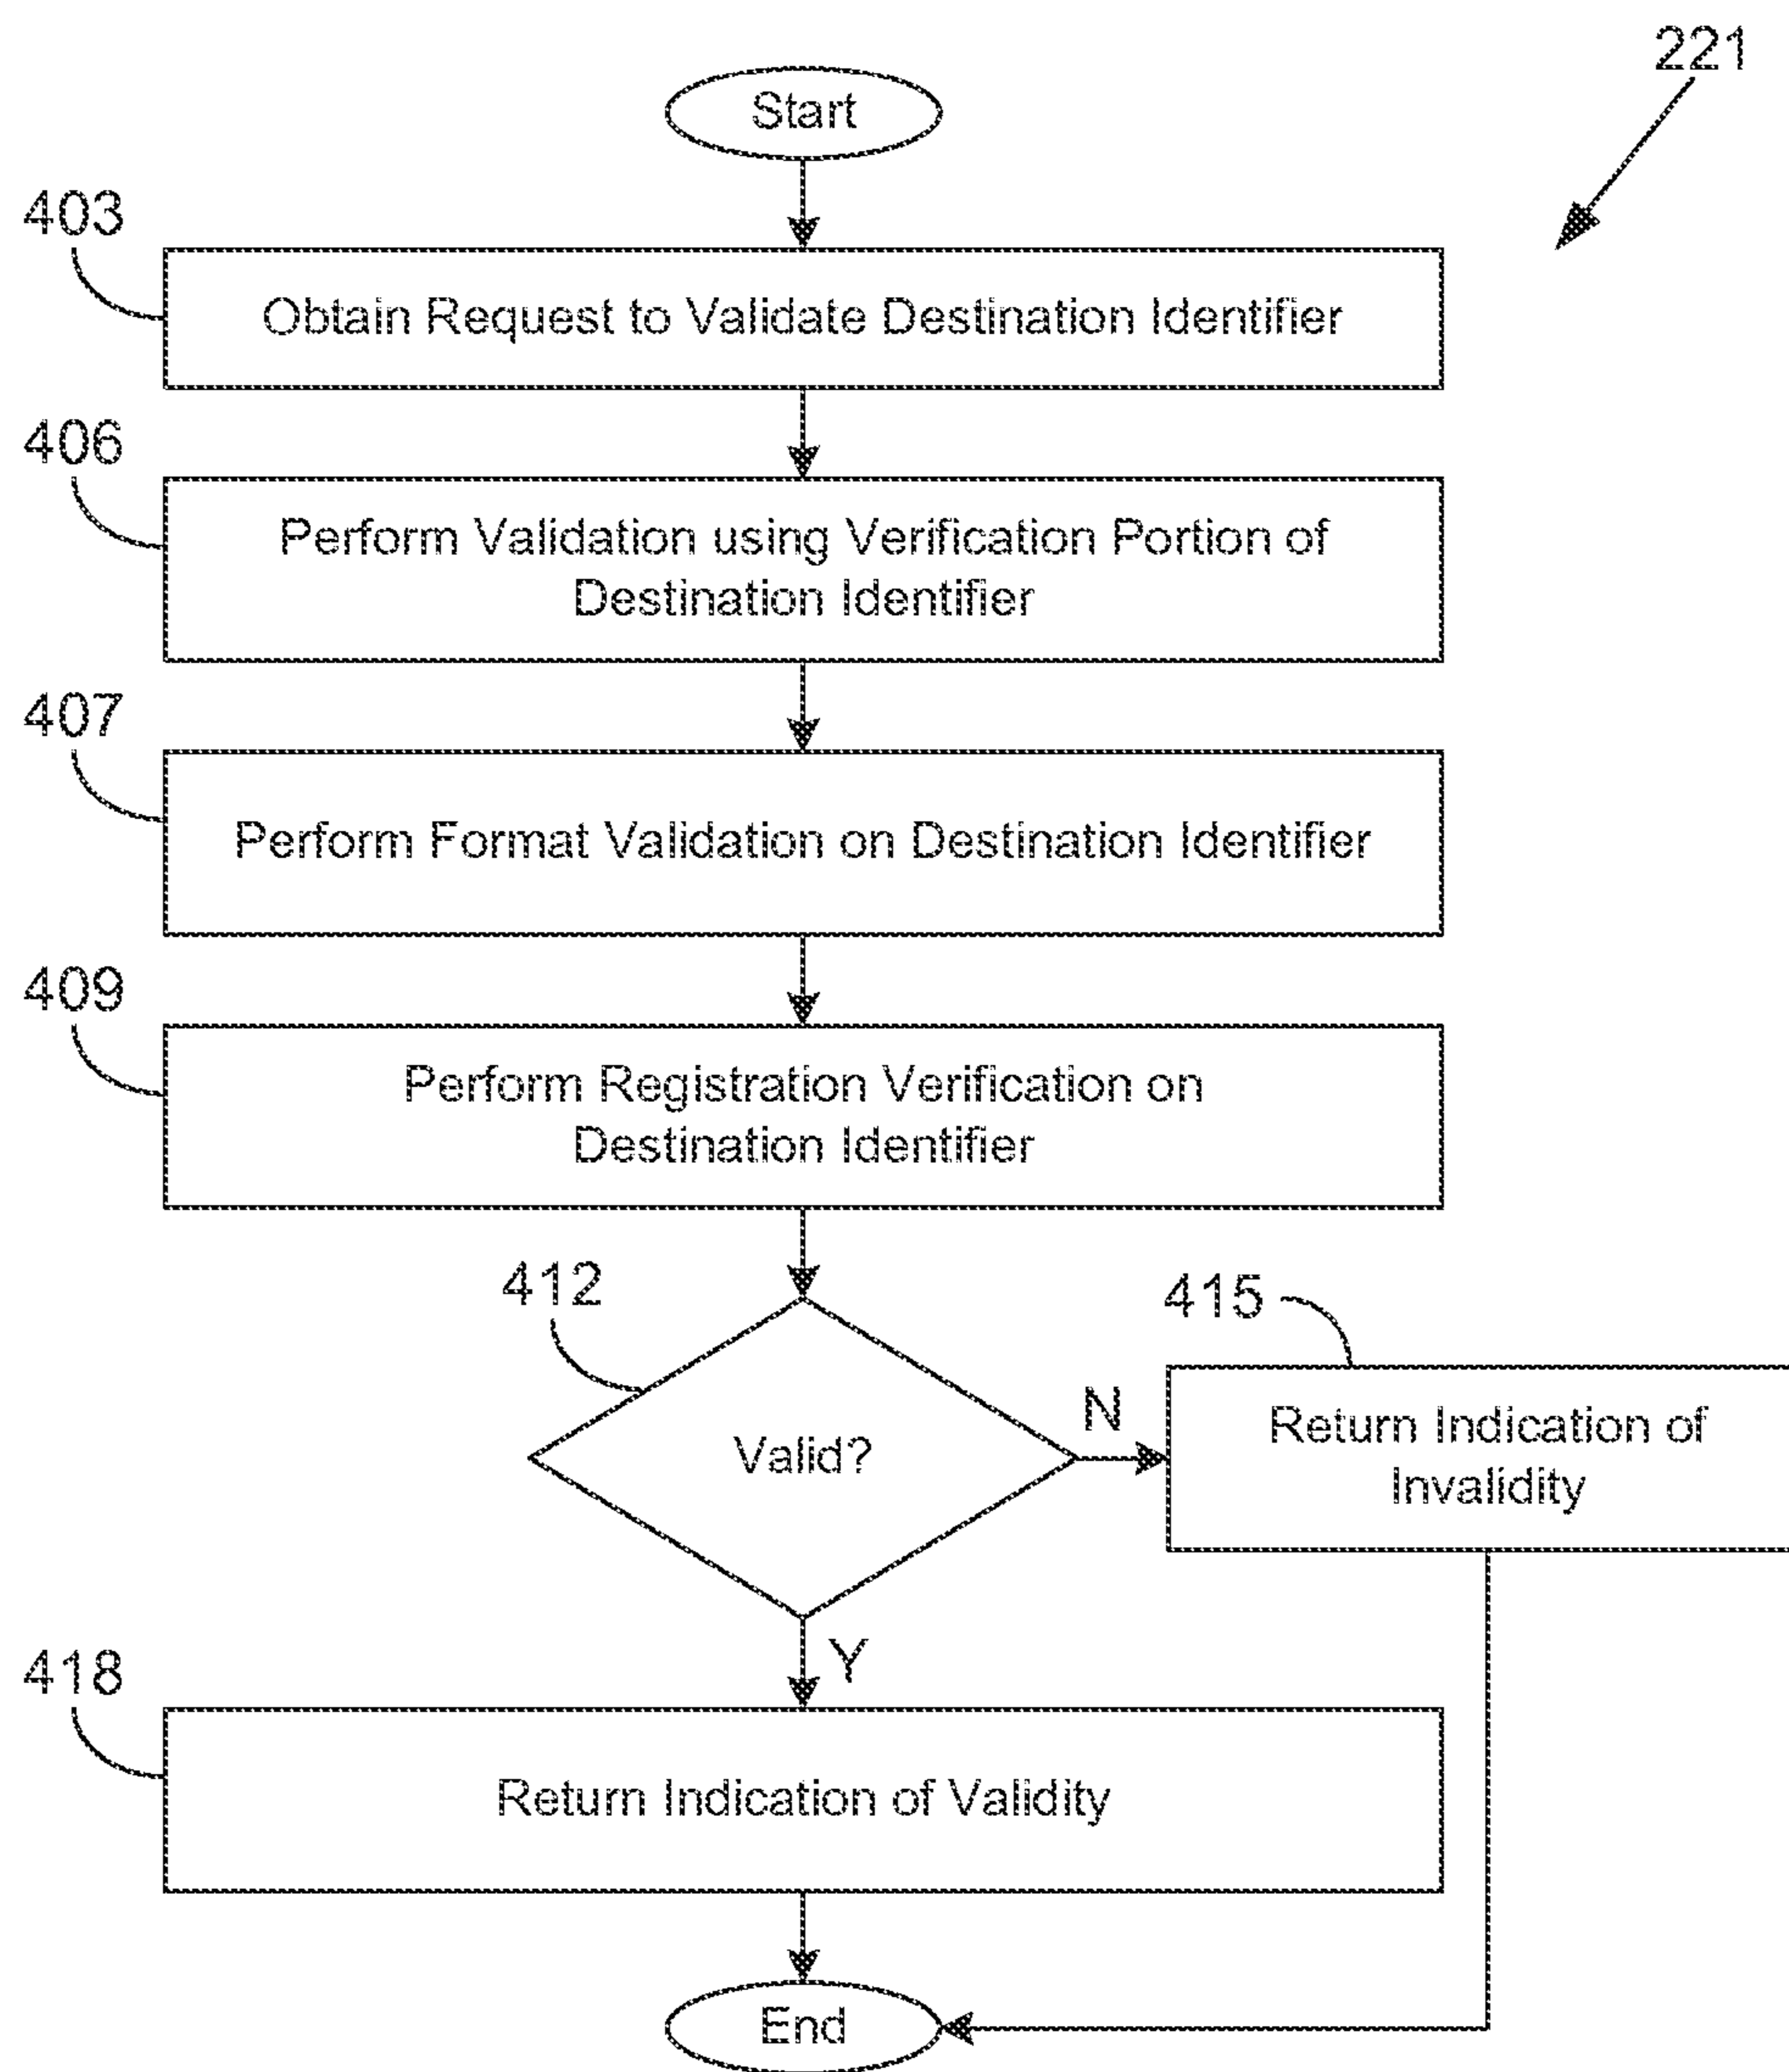 221
Start
403
Obtain Request to Validate Destination Identifier
406
Perform Validation using Verification Portion of
Destination Identifier
407
Perform Format Validation on Destination Identifier
409
Perform Registration Verification on
Destination Identifier
412
415
Valid?
N
Return Indication of
Invalidity
Y
418
Return Indication of Validity
End